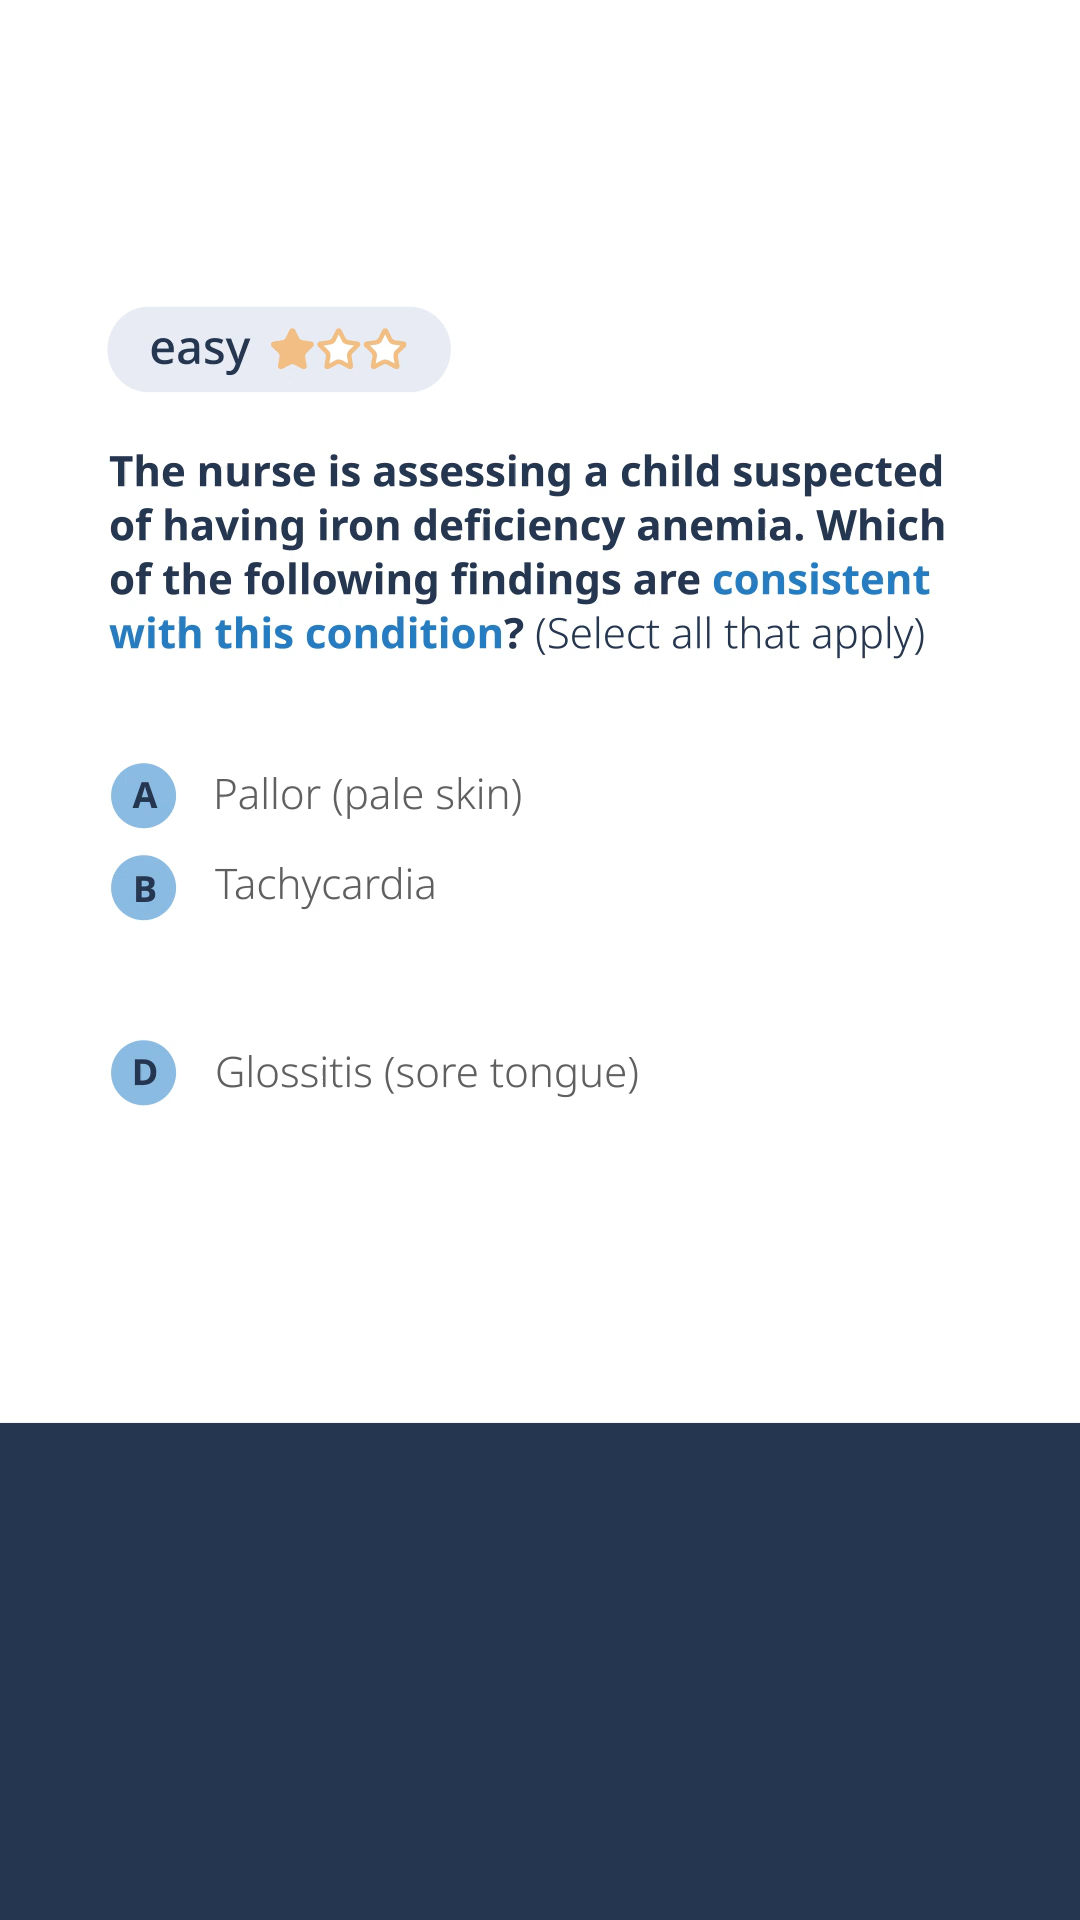 easy
The nurse is assessing a child suspected
of having iron deficiency anemia. Which
of the following findings are consistent
with this condition? (Select all that apply)
A Pallor (pale skin)
B Tachycardia
D Glossitis (sore tongue)